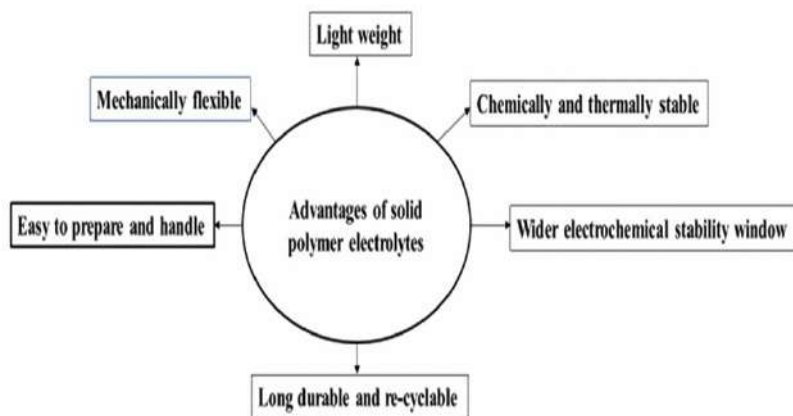 Light weight
Mechanically flexible
Chemically and thermally stable
Advantages of solid
polymer electrolytes
Easy to prepare and handle
Wider electrochemical stability window
Long durable and re-cyclable